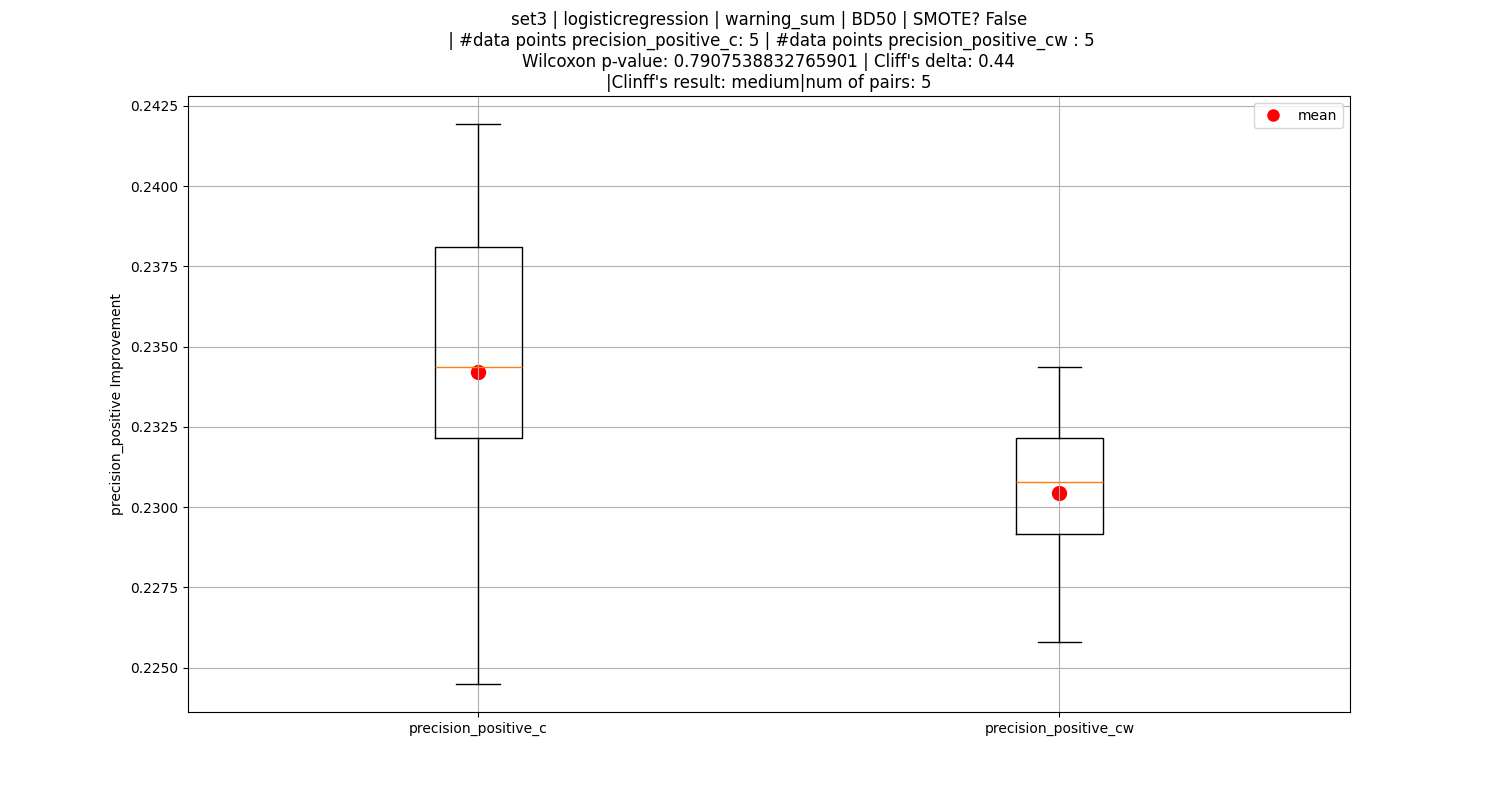 set3 | logisticregression | warning_sum | BD50 | SMOTE? False
| #data points precision_positive_c: 5 | #data points precision_positive_cw : 5
Wilcoxon p-value: 0.7907538832765901 | Cliff's delta: 0.44
|Clinff's result: medium|num of pairs: 5
mean
0.2425
0.2400
0.2375
0.2350
0.2325
0.2300
0.2275
0.2250
precision_positive Improvement
precision_positive_c
precision_positive_cw